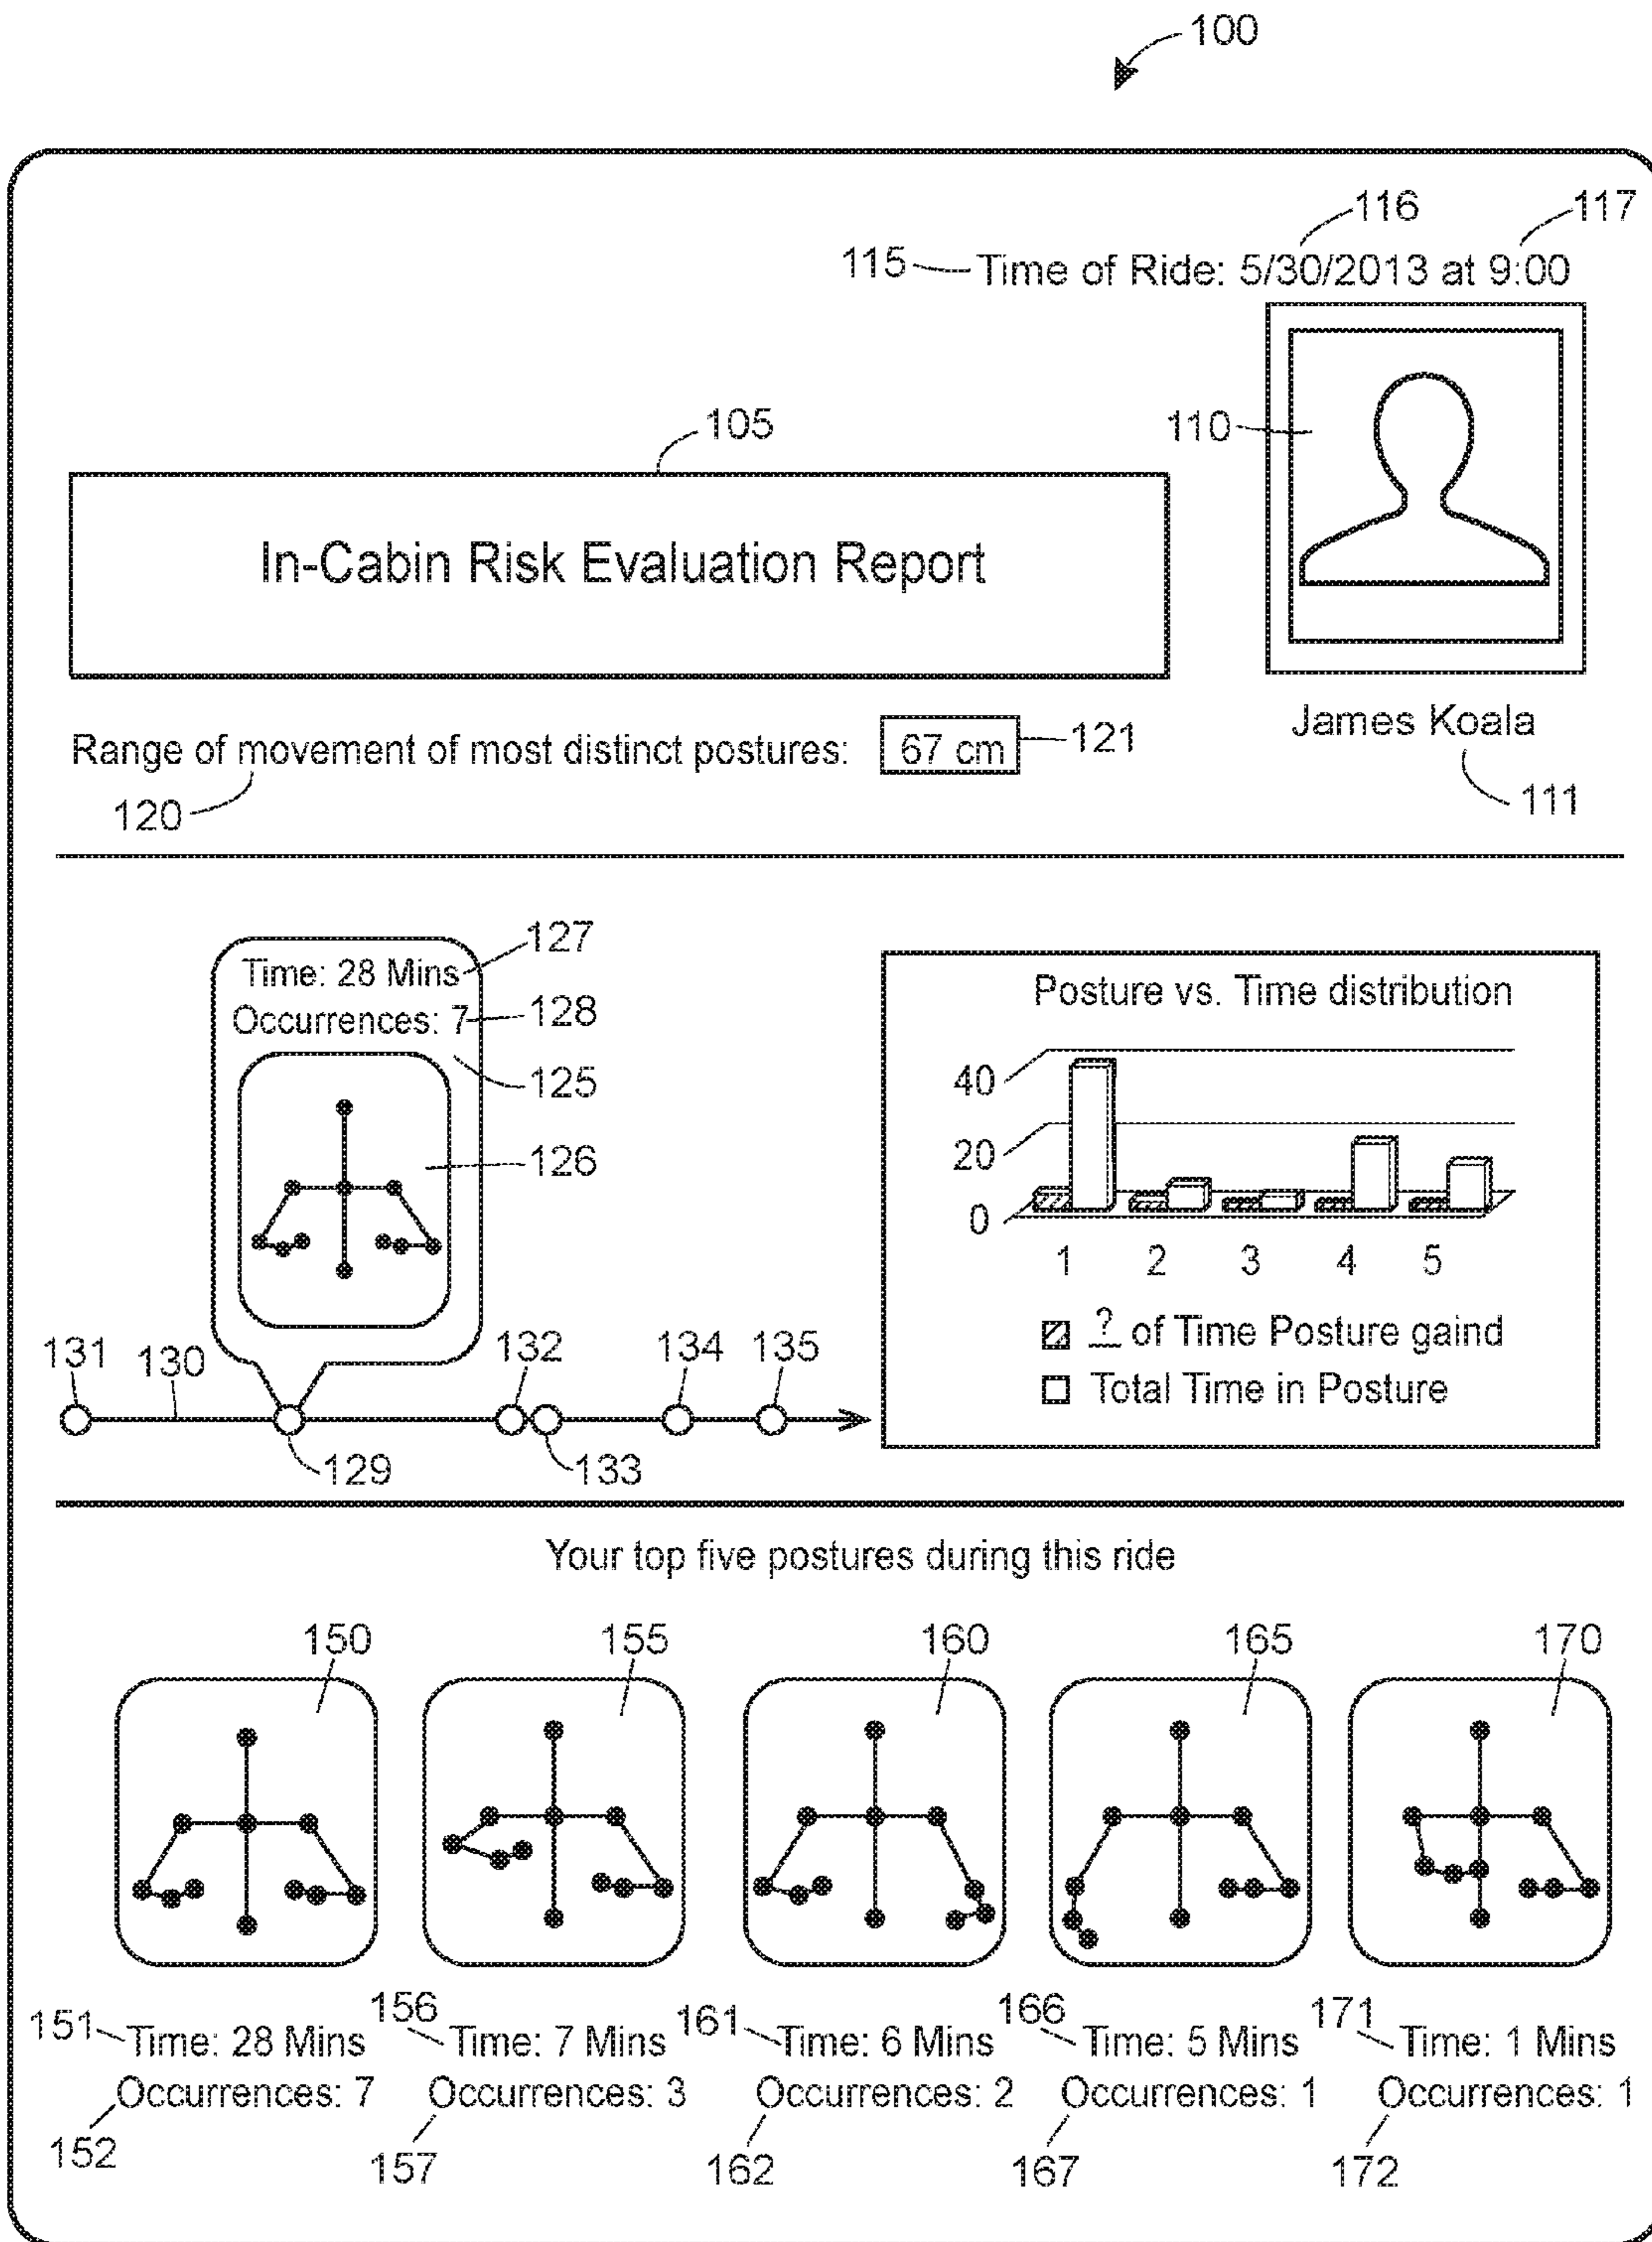 100
116 117
115 Time of Ride: 5/30/2013 at 9:00
105
110
In-Cabin Risk Evaluation Report
James Koala
111
Range of movement of most distinct postures: 67 cm 121
120
127
Time: 28 Mins
Occurrences: 7 128
125
126
131 130 132 134 135
129 133
Posture vs. Time distribution
40
20
0
1 2 3 4 5
? of Time Posture gaind
Total Time in Posture
Your top five postures during this ride
150 155 160 165 170
151 156 161 166 171
Time: 28 Mins Time: 7 Mins Time: 6 Mins Time: 5 Mins Time: 1 Mins
Occurrences: 7 Occurrences: 3 Occurrences: 2 Occurrences: 1 Occurrences: 1
152 157 162 167 172